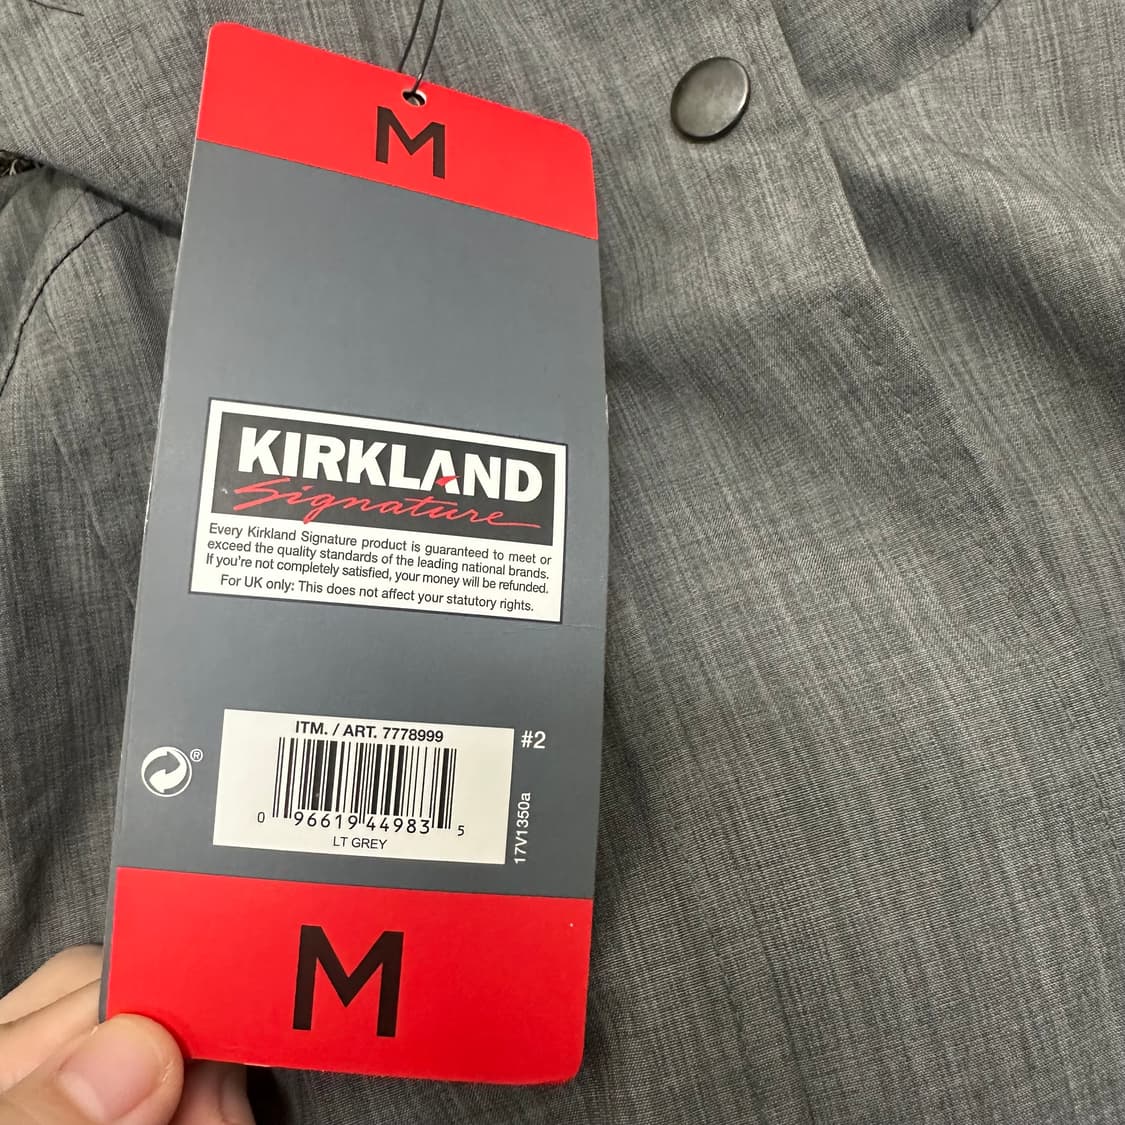 M
KIRKLAND
Signature
Every Kirkland Signature product is guaranteed to meet or
exceed the quality standards of the leading national brands.
If you're not completely satisfied, your money will be refunded.
For UK only: This does not affect your statutory rights.
ITM. / ART. 7778999
#2
®
0 96619 44983 5
LT GREY
17V1350a
M